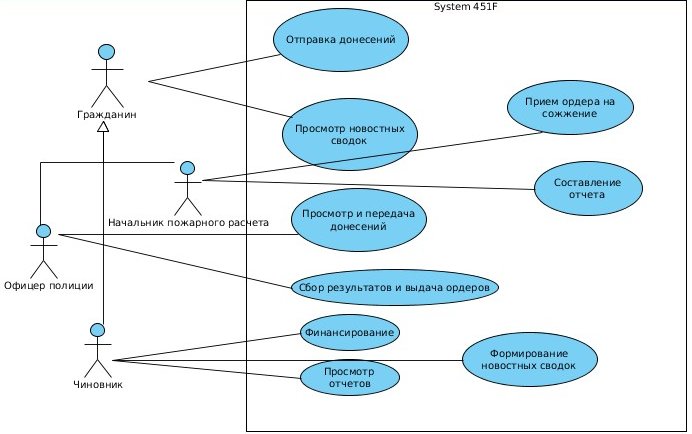 System 451F
Отправка донесений
Гражданин
Прием ордера на
сожжение
Просмотр новостных
сводок
Составление
отчета
Начальник пожарного расчета
Просмотр и передача
донесений
Офицер полиции
Сбор результатов и выдача ордеров
Финансирование
Формирование
новостных сводок
Просмотр
отчетов
Чиновник